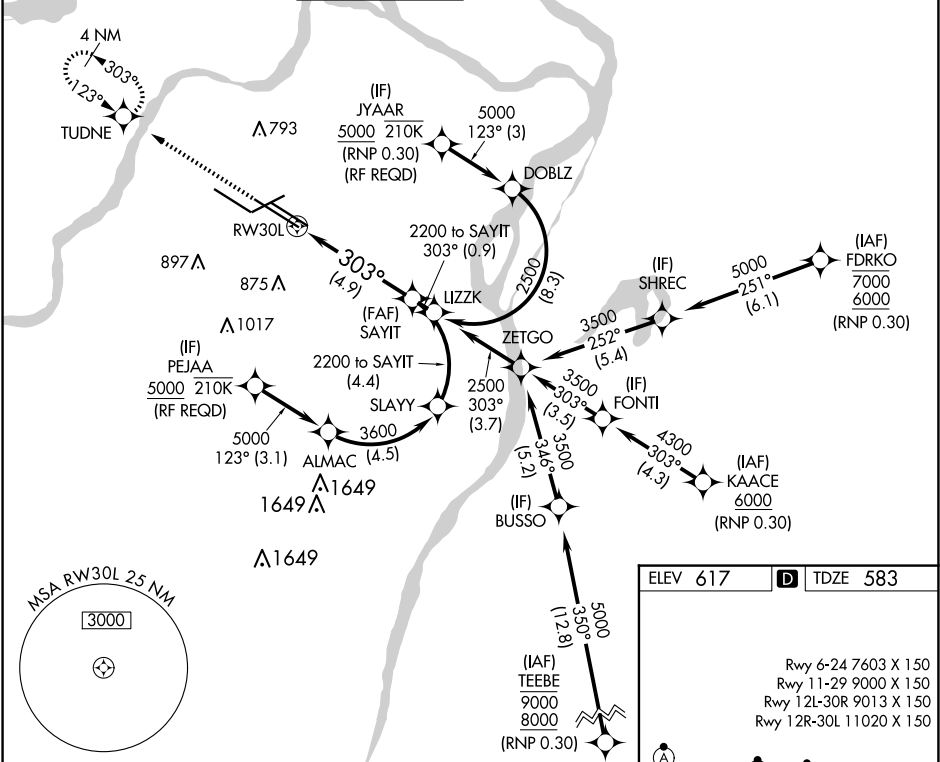 4 NM
303°
123°
TUDNE
793
(IF)
JYAAR
5000 210K
(RNP 0.30)
(RF REQD)
5000
123° (3)
DOBLZ
RW30L
2200 to SAYIT
303° (0.9)
303°
(4.9)
2500
(8.3)
897
875
1017
LIZZK
(FAF)
SAYIT
(IF)
SHREC
5000
251°
(6.1)
(IAF)
FDRKO
7000
6000
(RNP 0.30)
ZETGO
3500
252°
(5.4)
(IF)
PEJAA
5000 210K
(RF REQD)
2200 to SAYIT
(4.4)
SLAYY
2500
303°
(3.7)
3500
303°
(3.5)
(IF)
FONTI
5000
123° (3.1)
ALMAC
3600
(4.5)
4300
303°
(4.3)
(IAF)
KAACE
6000
(RNP 0.30)
3500
346°
(5.2)
(IF)
BUSSO
1649
1649
1649
MSA RW30L 25 NM
3000
5000
350°
(12.8)
(IAF)
TEEBE
9000
8000
(RNP 0.30)
ELEV 617 D TDZE 583
Rwy 6-24 7603 X 150
Rwy 11-29 9000 X 150
Rwy 12L-30R 9013 X 150
Rwy 12R-30L 11020 X 150
A